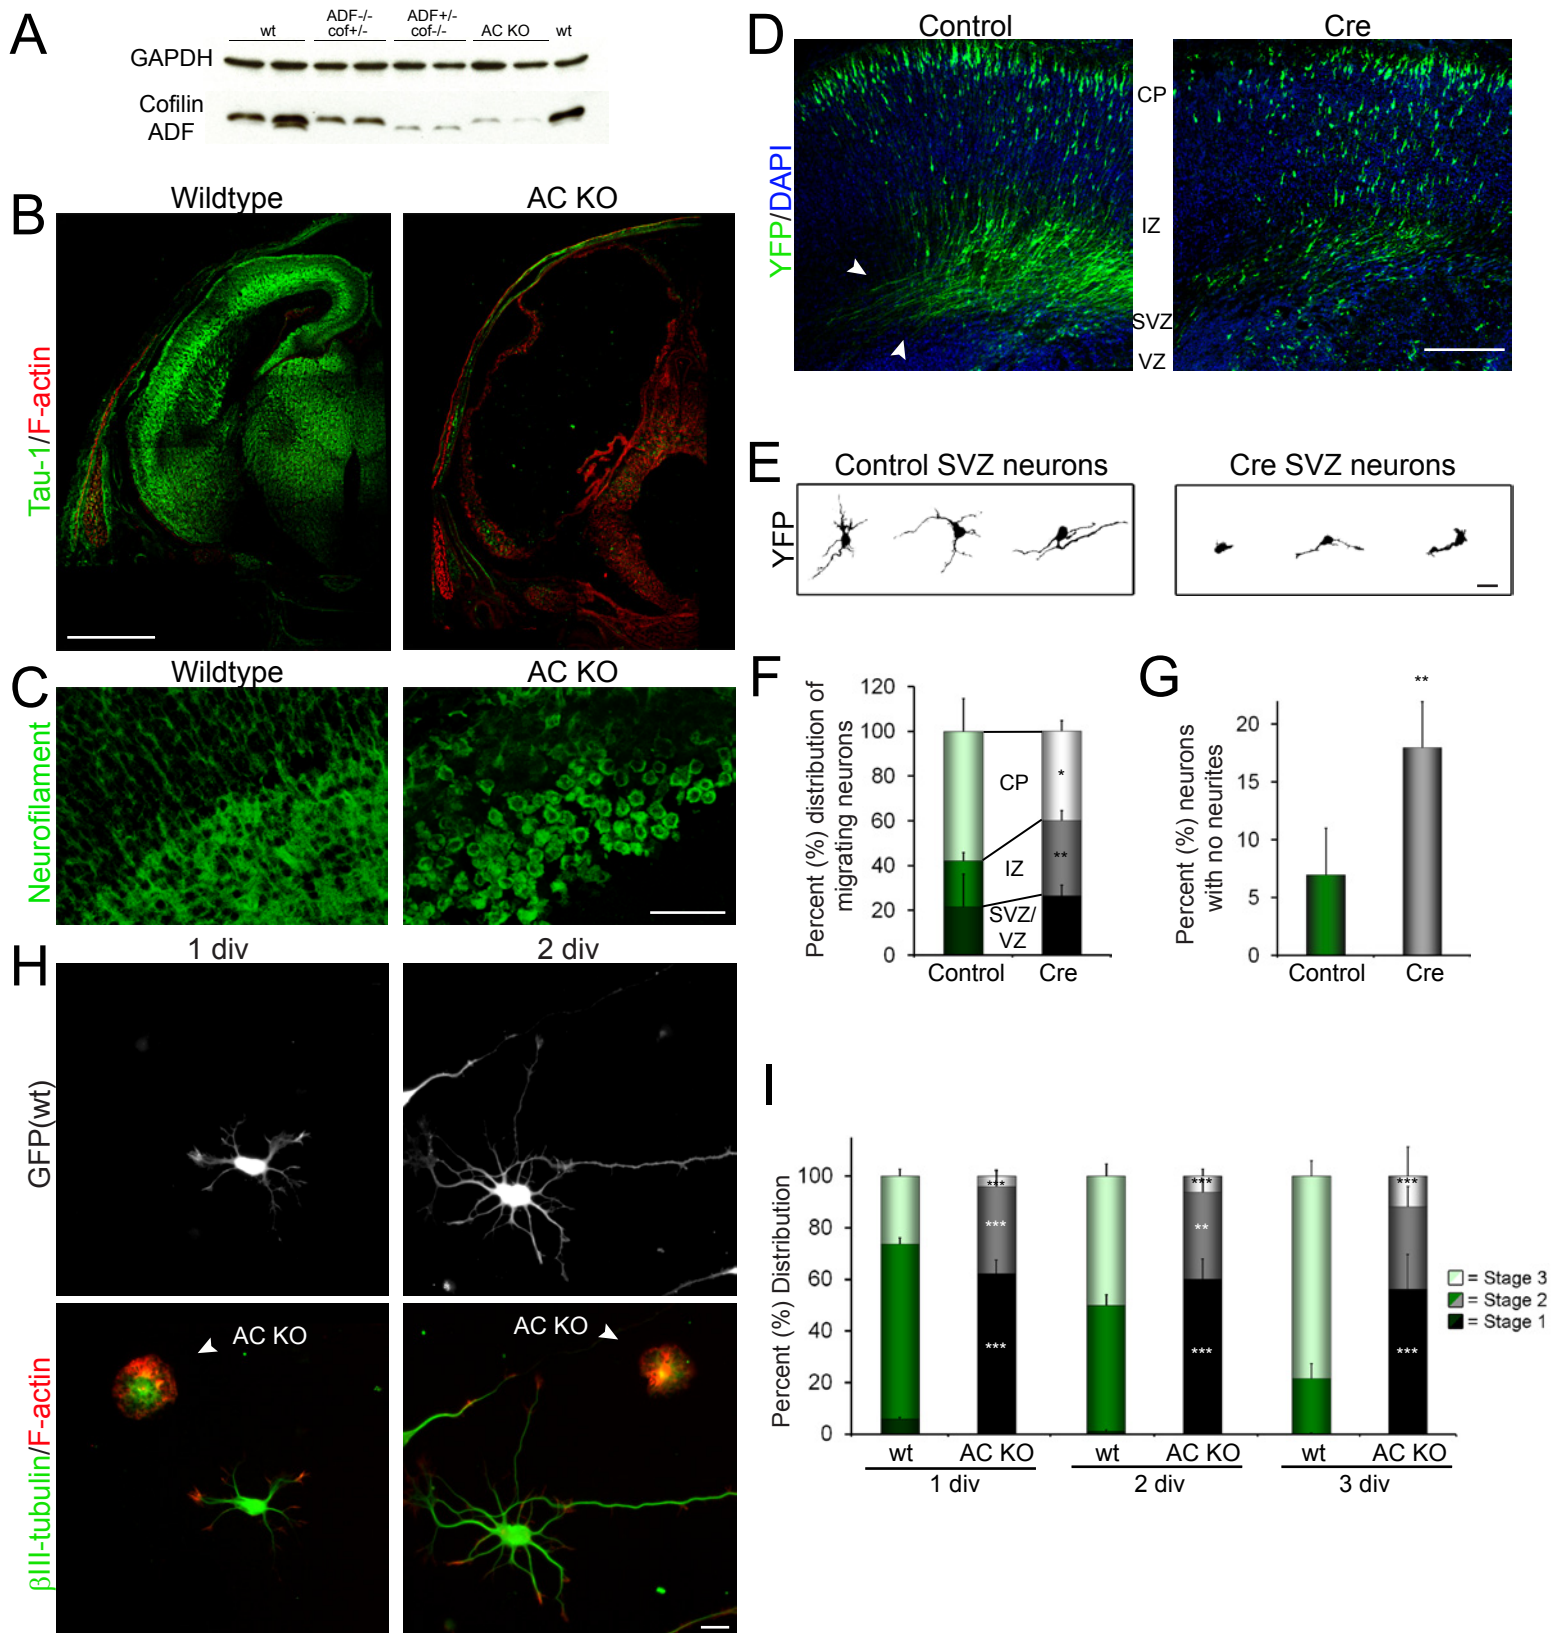 A
wt
ADF-/-
cof+/-
ADF+/-
cof-/-
AC KO
wt
GAPDH
Cofilin
ADF
B
Wildtype
AC KO
Tau-1/F-actin
C
Wildtype
AC KO
Neurofilament
D
Control
Cre
YFP/DAPI
CP
IZ
SVZ
VZ
E
Control SVZ neurons
Cre SVZ neurons
YFP
F
Percent (%) distribution of
migrating neurons
120
100
80
60
40
20
0
CP
IZ
SVZ/
VZ
*
**
Control
Cre
G
Percent (%) neurons
with no neurites
20
15
10
5
0
**
Control
Cre
H
1 div
2 div
GFP(wt)
AC KO
AC KO
βIII-tubulin/F-actin
I
Percent (%) Distribution
100
80
60
40
20
0
***
***
***
***
**
***
***
***
= Stage 3
= Stage 2
= Stage 1
wt
AC KO
wt
AC KO
wt
AC KO
1 div
2 div
3 div